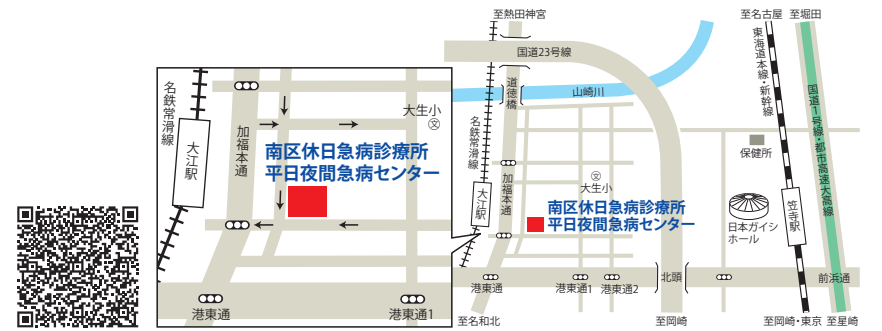 名鉄常滑線
大江駅
加福本通
大生小
文
南区休日急病診療所
平日夜間急病センター
港東通
港東通1
至熱田神宮
至名古屋
至堀田
国道23号線
道徳橋
山崎川
東海道本線・新幹線
国道1号線・都市高速大高線
名鉄常滑線
大江駅
加福本通
文
大生小
南区休日急病診療所
平日夜間急病センター
保健所
日本ガイシ
ホール
笠寺駅
港東通
港東通1
港東通2
北頭
前浜通
至名和北
至岡崎
至岡崎・東京
至星崎